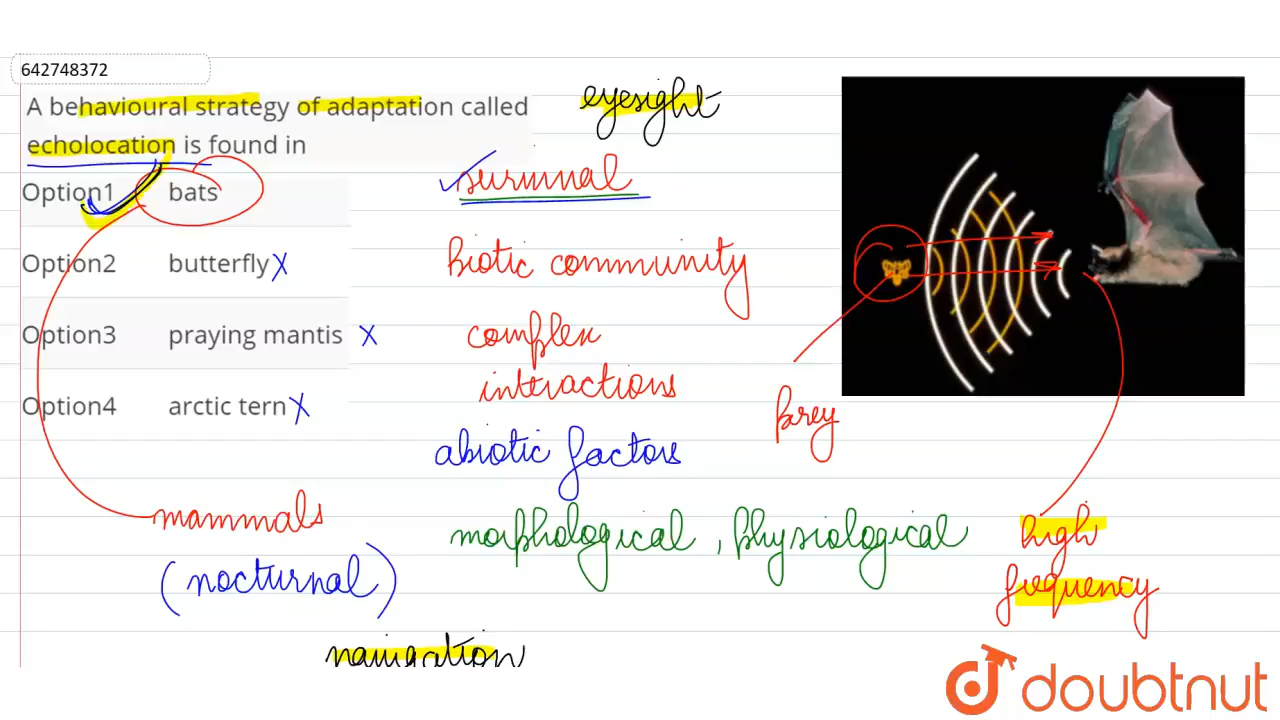 642748372
A behavioural strategy of adaptation called
echolocation is found in
Option1 bats
Option2 butterfly X
Option3 praying mantis X
Option4 arctic tern X
eyesight
survival
biotic community
complex
interactions
abiotic factors
morphological, physiological
prey
high
frequency
mammals
(nocturnal)
navigation
doubtnut